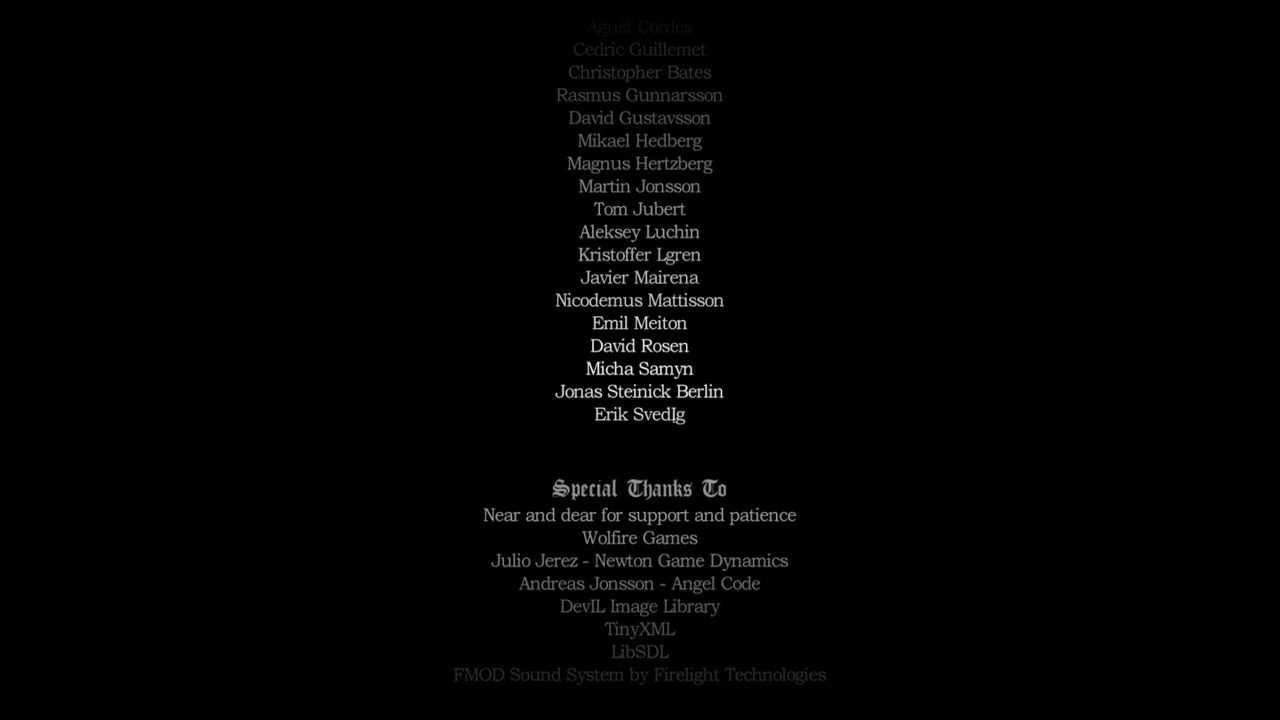 Agust Cordes
Cedric Guillemet
Christopher Bates
Rasmus Gunnarsson
David Gustavsson
Mikael Hedberg
Magnus Hertzberg
Martin Jonsson
Tom Jubert
Aleksey Luchin
Kristoffer Lgren
Javier Mairena
Nicodemus Mattisson
Emil Meiton
David Rosen
Micha Samyn
Jonas Steinick Berlin
Erik SvedIg
Special Thanks To
Near and dear for support and patience
Wolfire Games
Julio Jerez - Newton Game Dynamics
Andreas Jonsson - Angel Code
DevIL Image Library
TinyXML
LibSDL
FMOD Sound System by Firelight Technologies